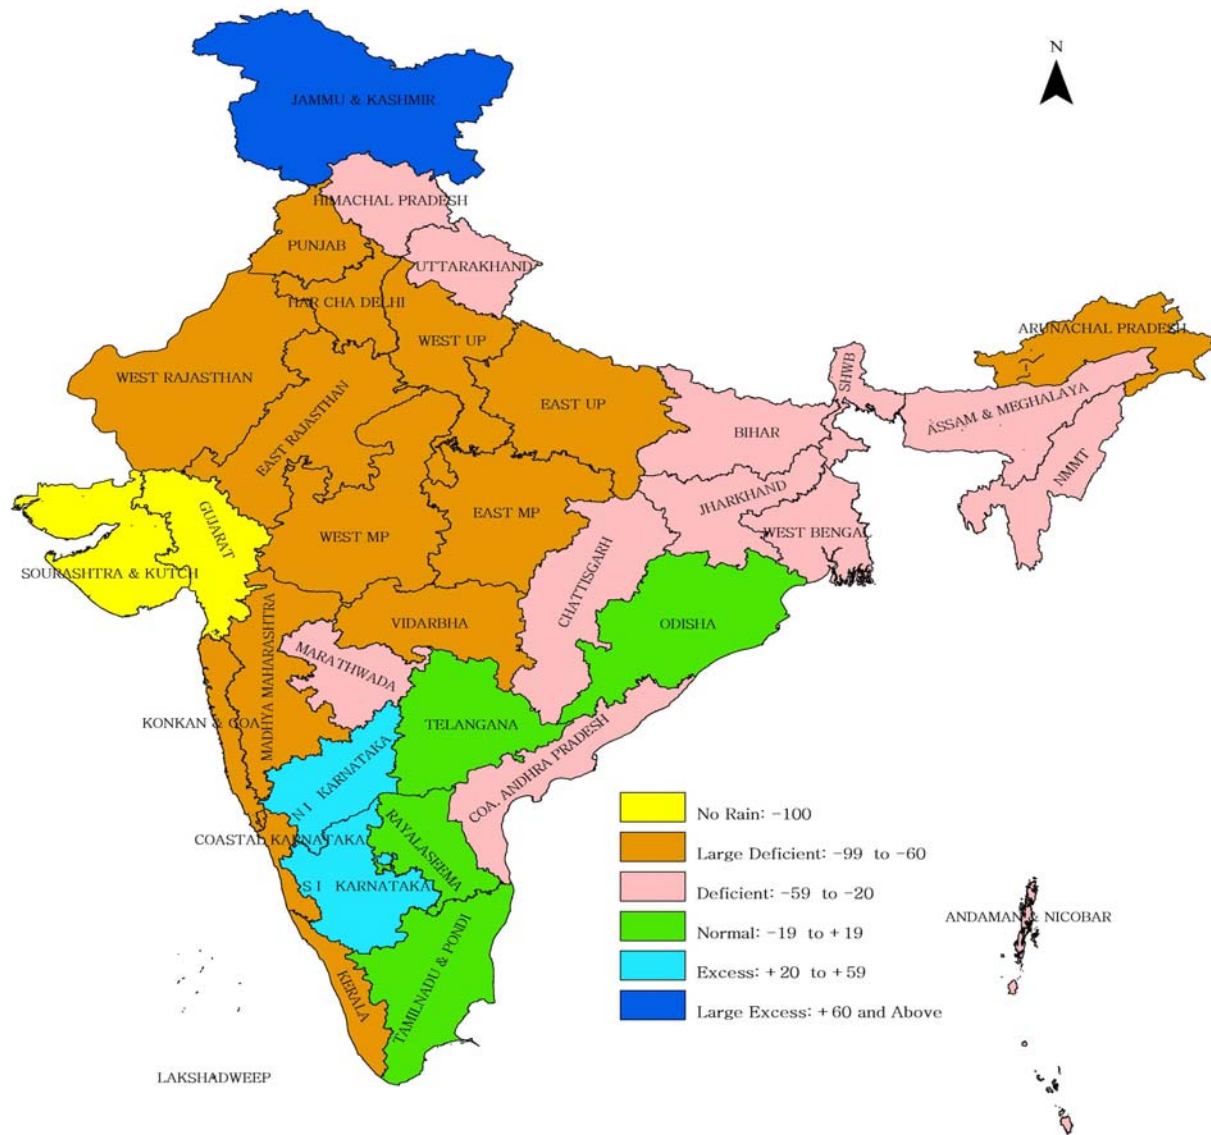 N
JAMMU & KASHMIR
HIMACHAL PRADESH
PUNJAB
UTTARAKHAND
HAR CHA DELHI
ARUNACHAL PRADESH
WEST UP
WEST RAJASTHAN
SHWB
EAST RAJASTHAN
EAST UP
ASSAM & MEGHALAYA
BIHAR
NMMT
GUJARAT
JHARKHAND
EAST MP
WEST MP
WEST BENGAL
SOURASHTRA & KUTCH
CHATTISGARH
VIDARBHA
ODISHA
MADHYA MAHARASHTRA
MARATHWADA
KONKAN & GOA
TELANGANA
COA. ANDHRA PRADESH
N I KARNATAKA
COASTAL KARNATAKA
RAYALASEEMA
S I KARNATAKA
TAMILNADU & PONDI
KERALA
LAKSHADWEEP
ANDAMAN & NICOBAR
No Rain: -100
Large Deficient: -99 to -60
Deficient: -59 to -20
Normal: -19 to +19
Excess: +20 to +59
Large Excess: +60 and Above